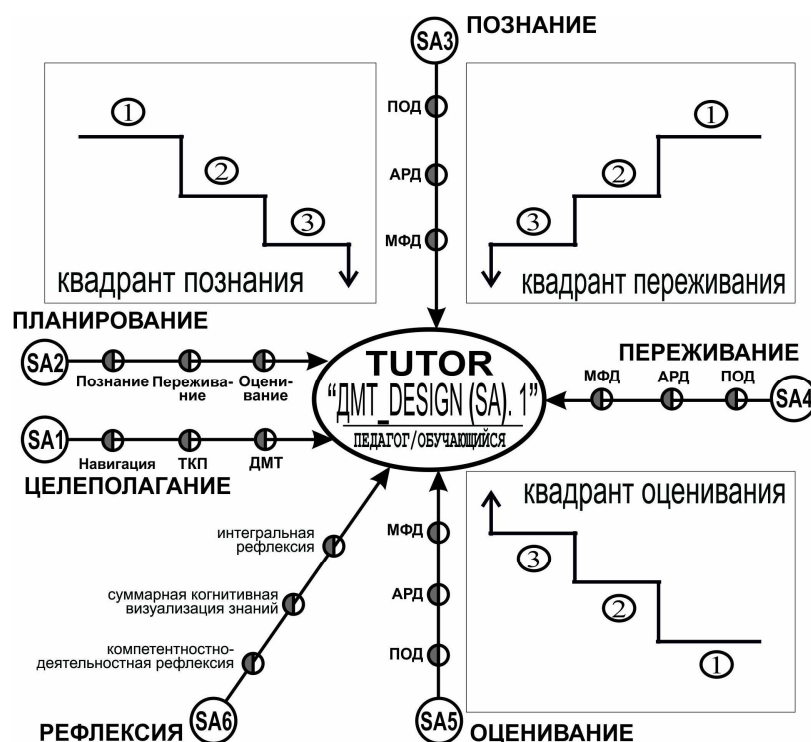 SA3 ПОЗНАНИЕ
ПОД
АРД
МФД
1
2
3
квадрант познания
1
2
3
квадрант переживания
ПЛАНИРОВАНИЕ
SA2
Познание
Пережива-
ние
Оцени-
вание
SA1
Навигация
ТКП
ДМТ
ЦЕЛЕПОЛАГАНИЕ
TUTOR
“ДМТ_DESIGN (SA). 1”
ПЕДАГОГ/ОБУЧАЮЩИЙСЯ
ПЕРЕЖИВАНИЕ
МФД
АРД
ПОД
SA4
интегральная
рефлексия
суммарная когнитивная
визуализация знаний
компетентностно-
деятельностная рефлексия
РЕФЛЕКСИЯ SA6
МФД
АРД
ПОД
SA5 ОЦЕНИВАНИЕ
квадрант оценивания
3
2
1